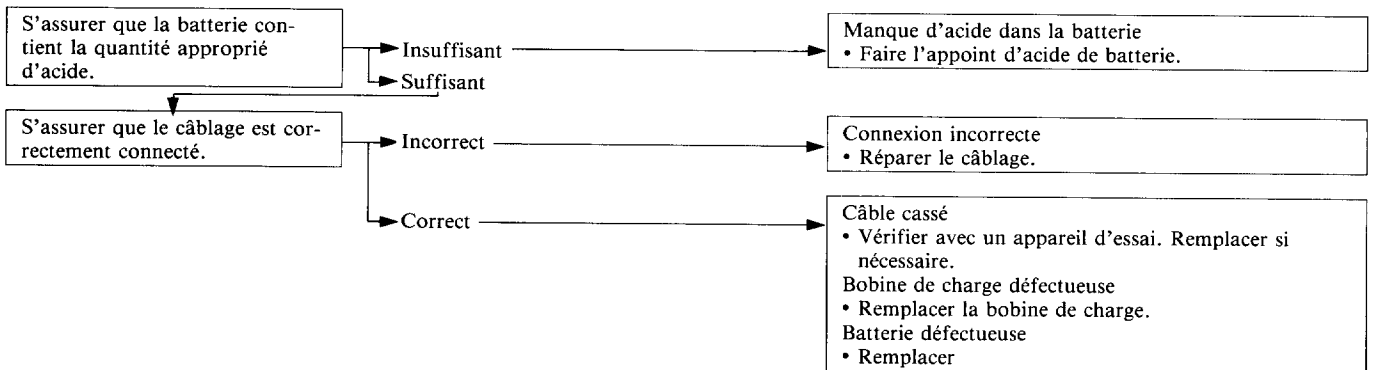 S'assurer que la batterie con-
tient la quantité approprié
d'acide.
Insuffisant
Manque d'acide dans la batterie
• Faire l'appoint d'acide de batterie.
Suffisant
S'assurer que le câblage est cor-
rectement connecté.
Incorrect
Connexion incorrecte
• Réparer le câblage.
Correct
Câble cassé
• Vérifier avec un appareil d'essai. Remplacer si
nécessaire.
Bobine de charge défectueuse
• Remplacer la bobine de charge.
Batterie défectueuse
• Remplacer